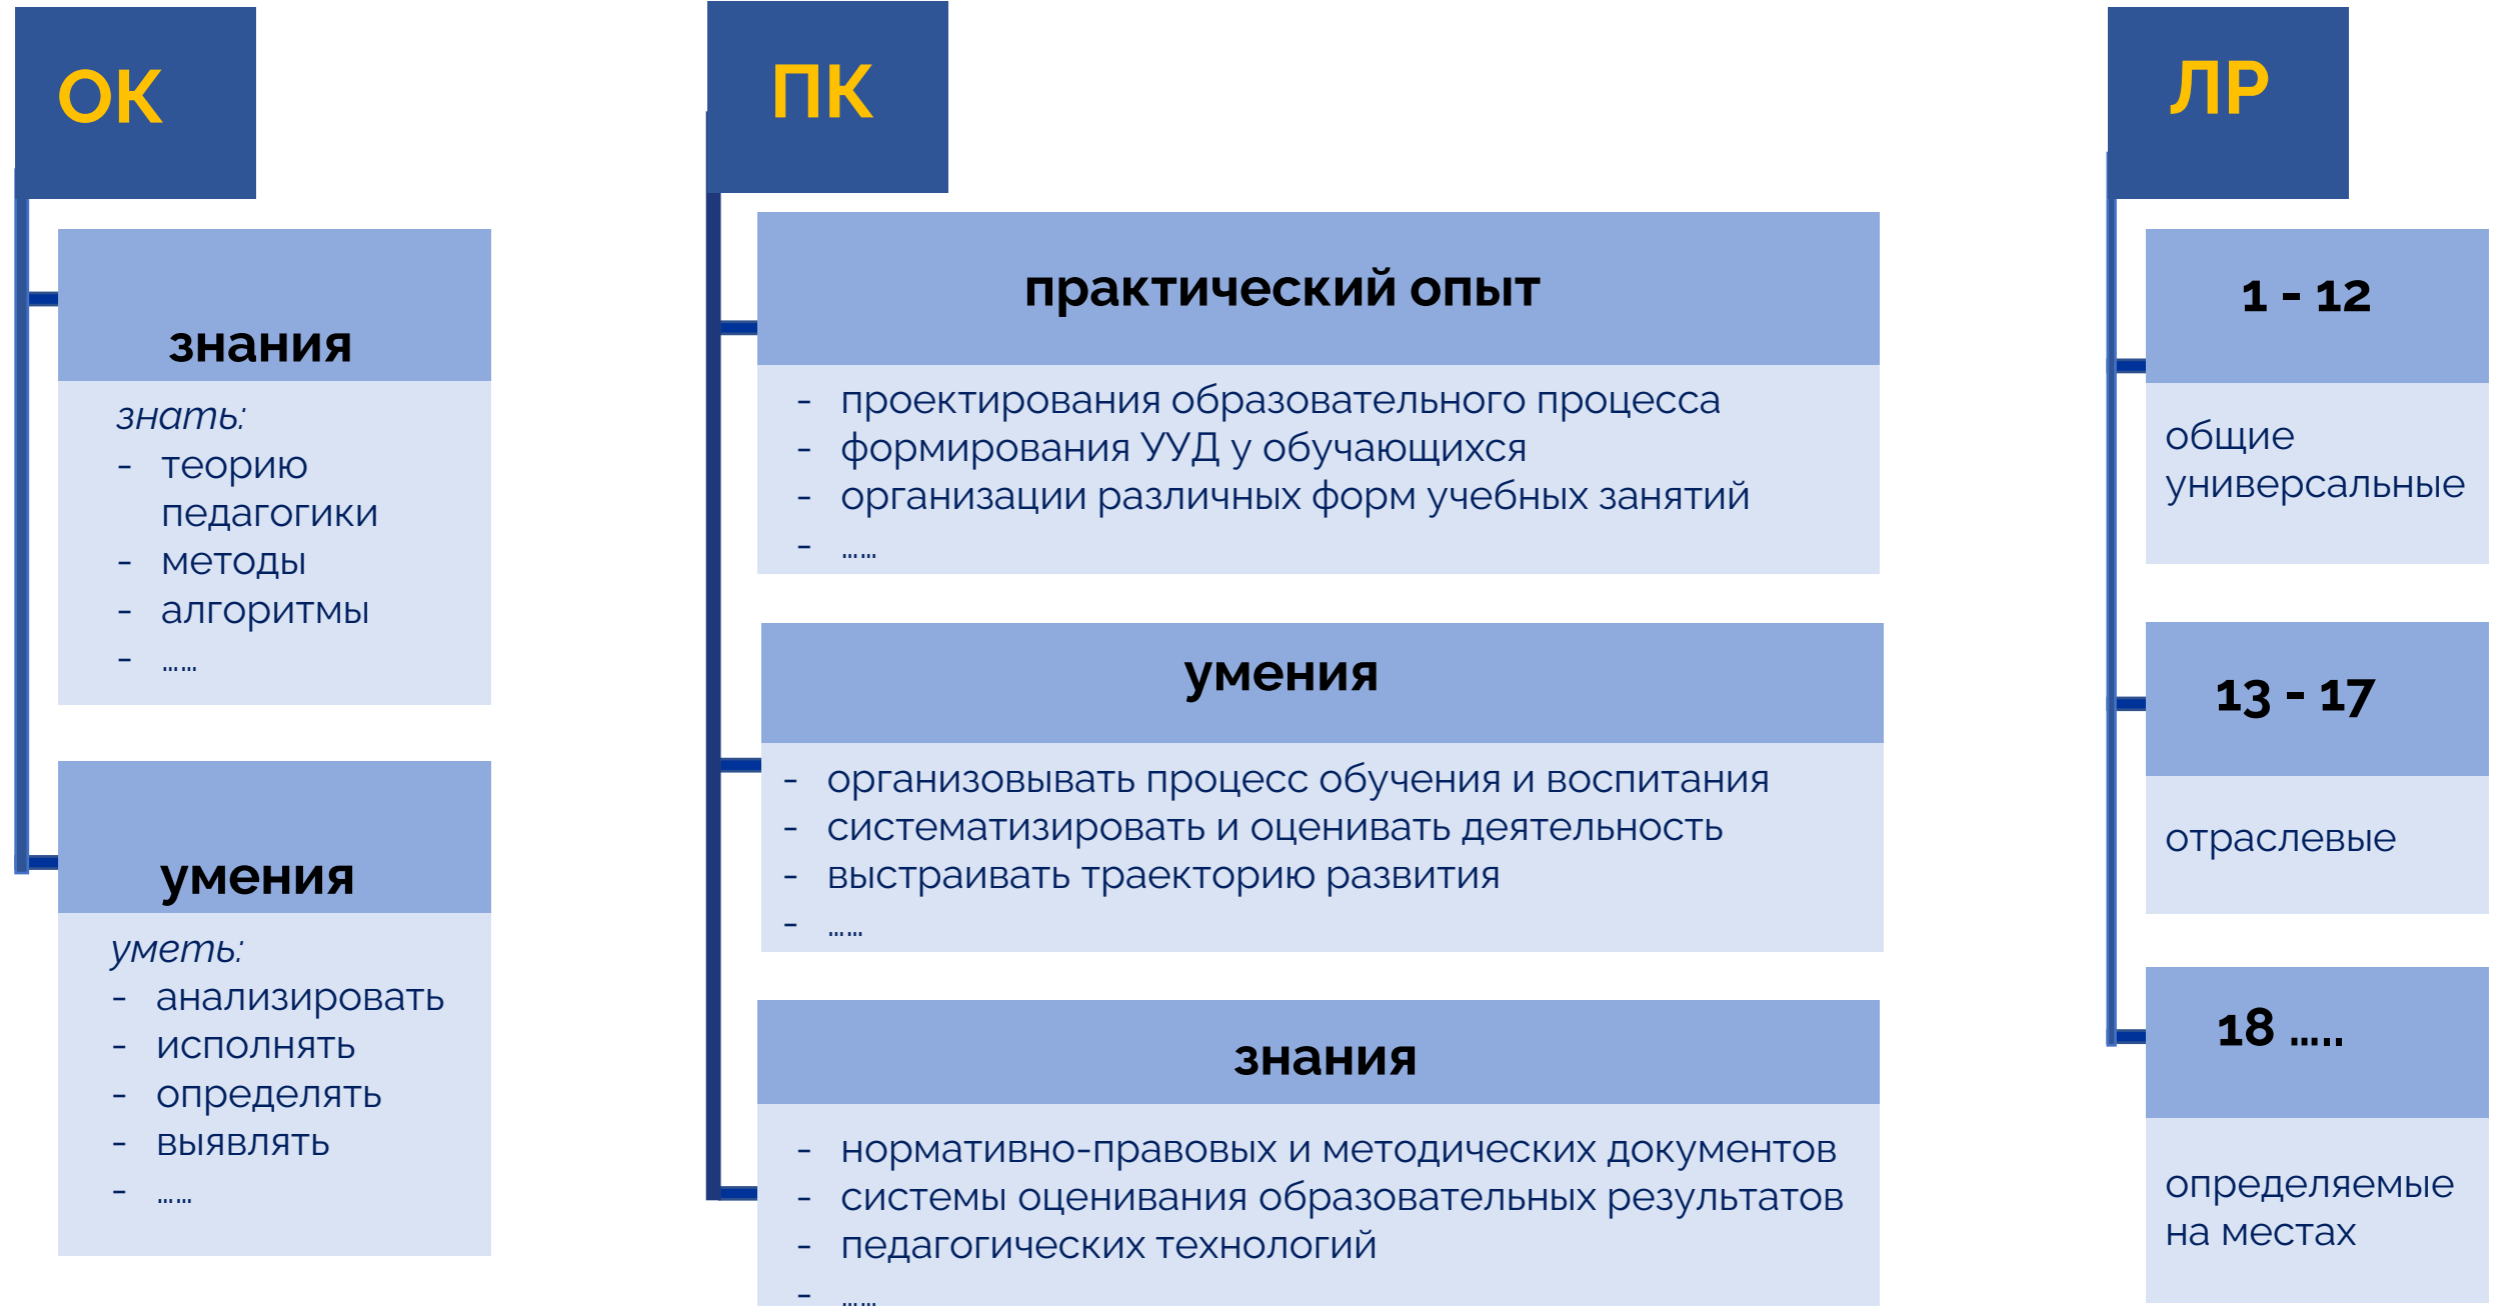 ОК
знания
знать:
- теорию
педагогики
- методы
- алгоритмы
- ......
умения
уметь:
- анализировать
- исполнять
- определять
- выявлять
- ......
ПК
практический опыт
- проектирования образовательного процесса
- формирования УУД у обучающихся
- организации различных форм учебных занятий
- ......
умения
- организовывать процесс обучения и воспитания
- систематизировать и оценивать деятельность
- выстраивать траекторию развития
- ......
знания
- нормативно-правовых и методических документов
- системы оценивания образовательных результатов
- педагогических технологий
- ......
ЛР
1 - 12
общие
универсальные
13 - 17
отраслевые
18 .....
определяемые
на местах